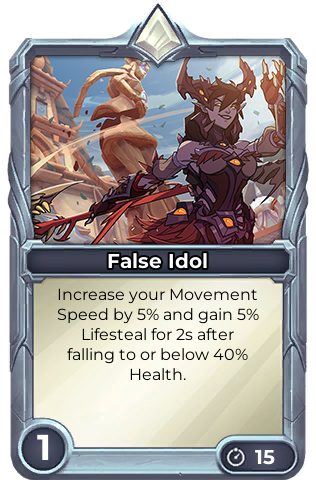 False Idol
Increase your Movement
Speed by 5% and gain 5%
Lifesteal for 2s after
falling to or below 40%
Health.
1
15